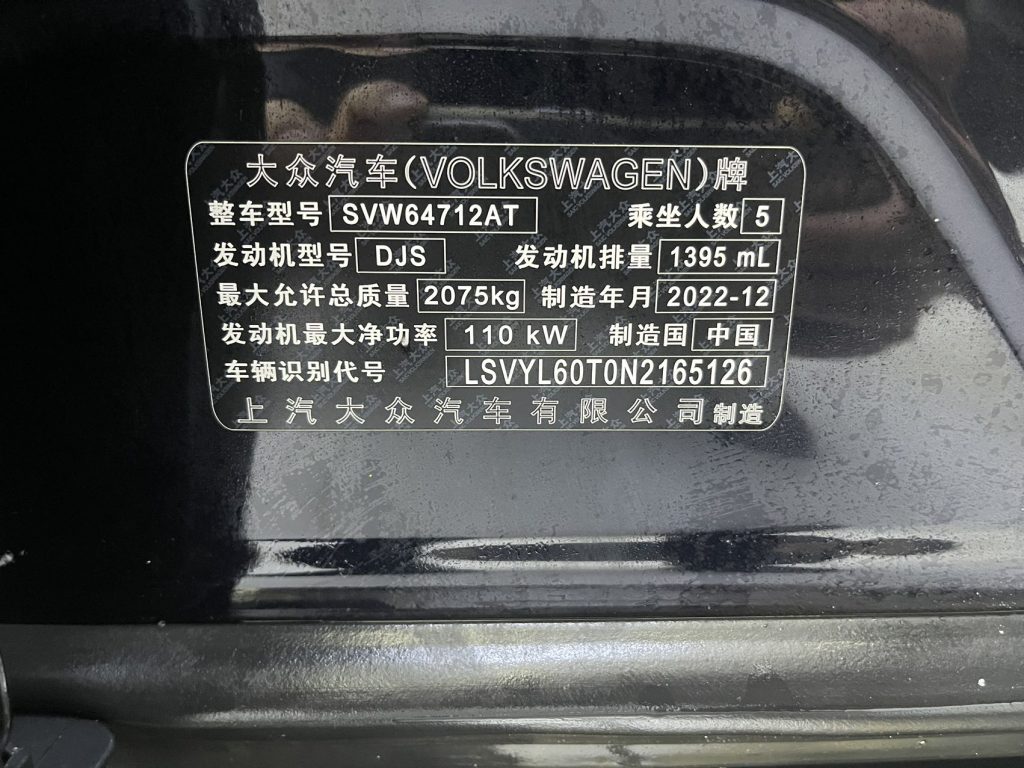 大众汽车(VOLKSWAGEN)牌
整车型号 SVW64712AT 乘坐人数 5
发动机型号 DJS 发动机排量 1395 mL
最大允许总质量 2075kg 制造年月 2022-12
发动机最大净功率 110 kW 制造国 中国
车辆识别代号 LSVYL60T0N2165126
上汽大众汽车有限公司 制造